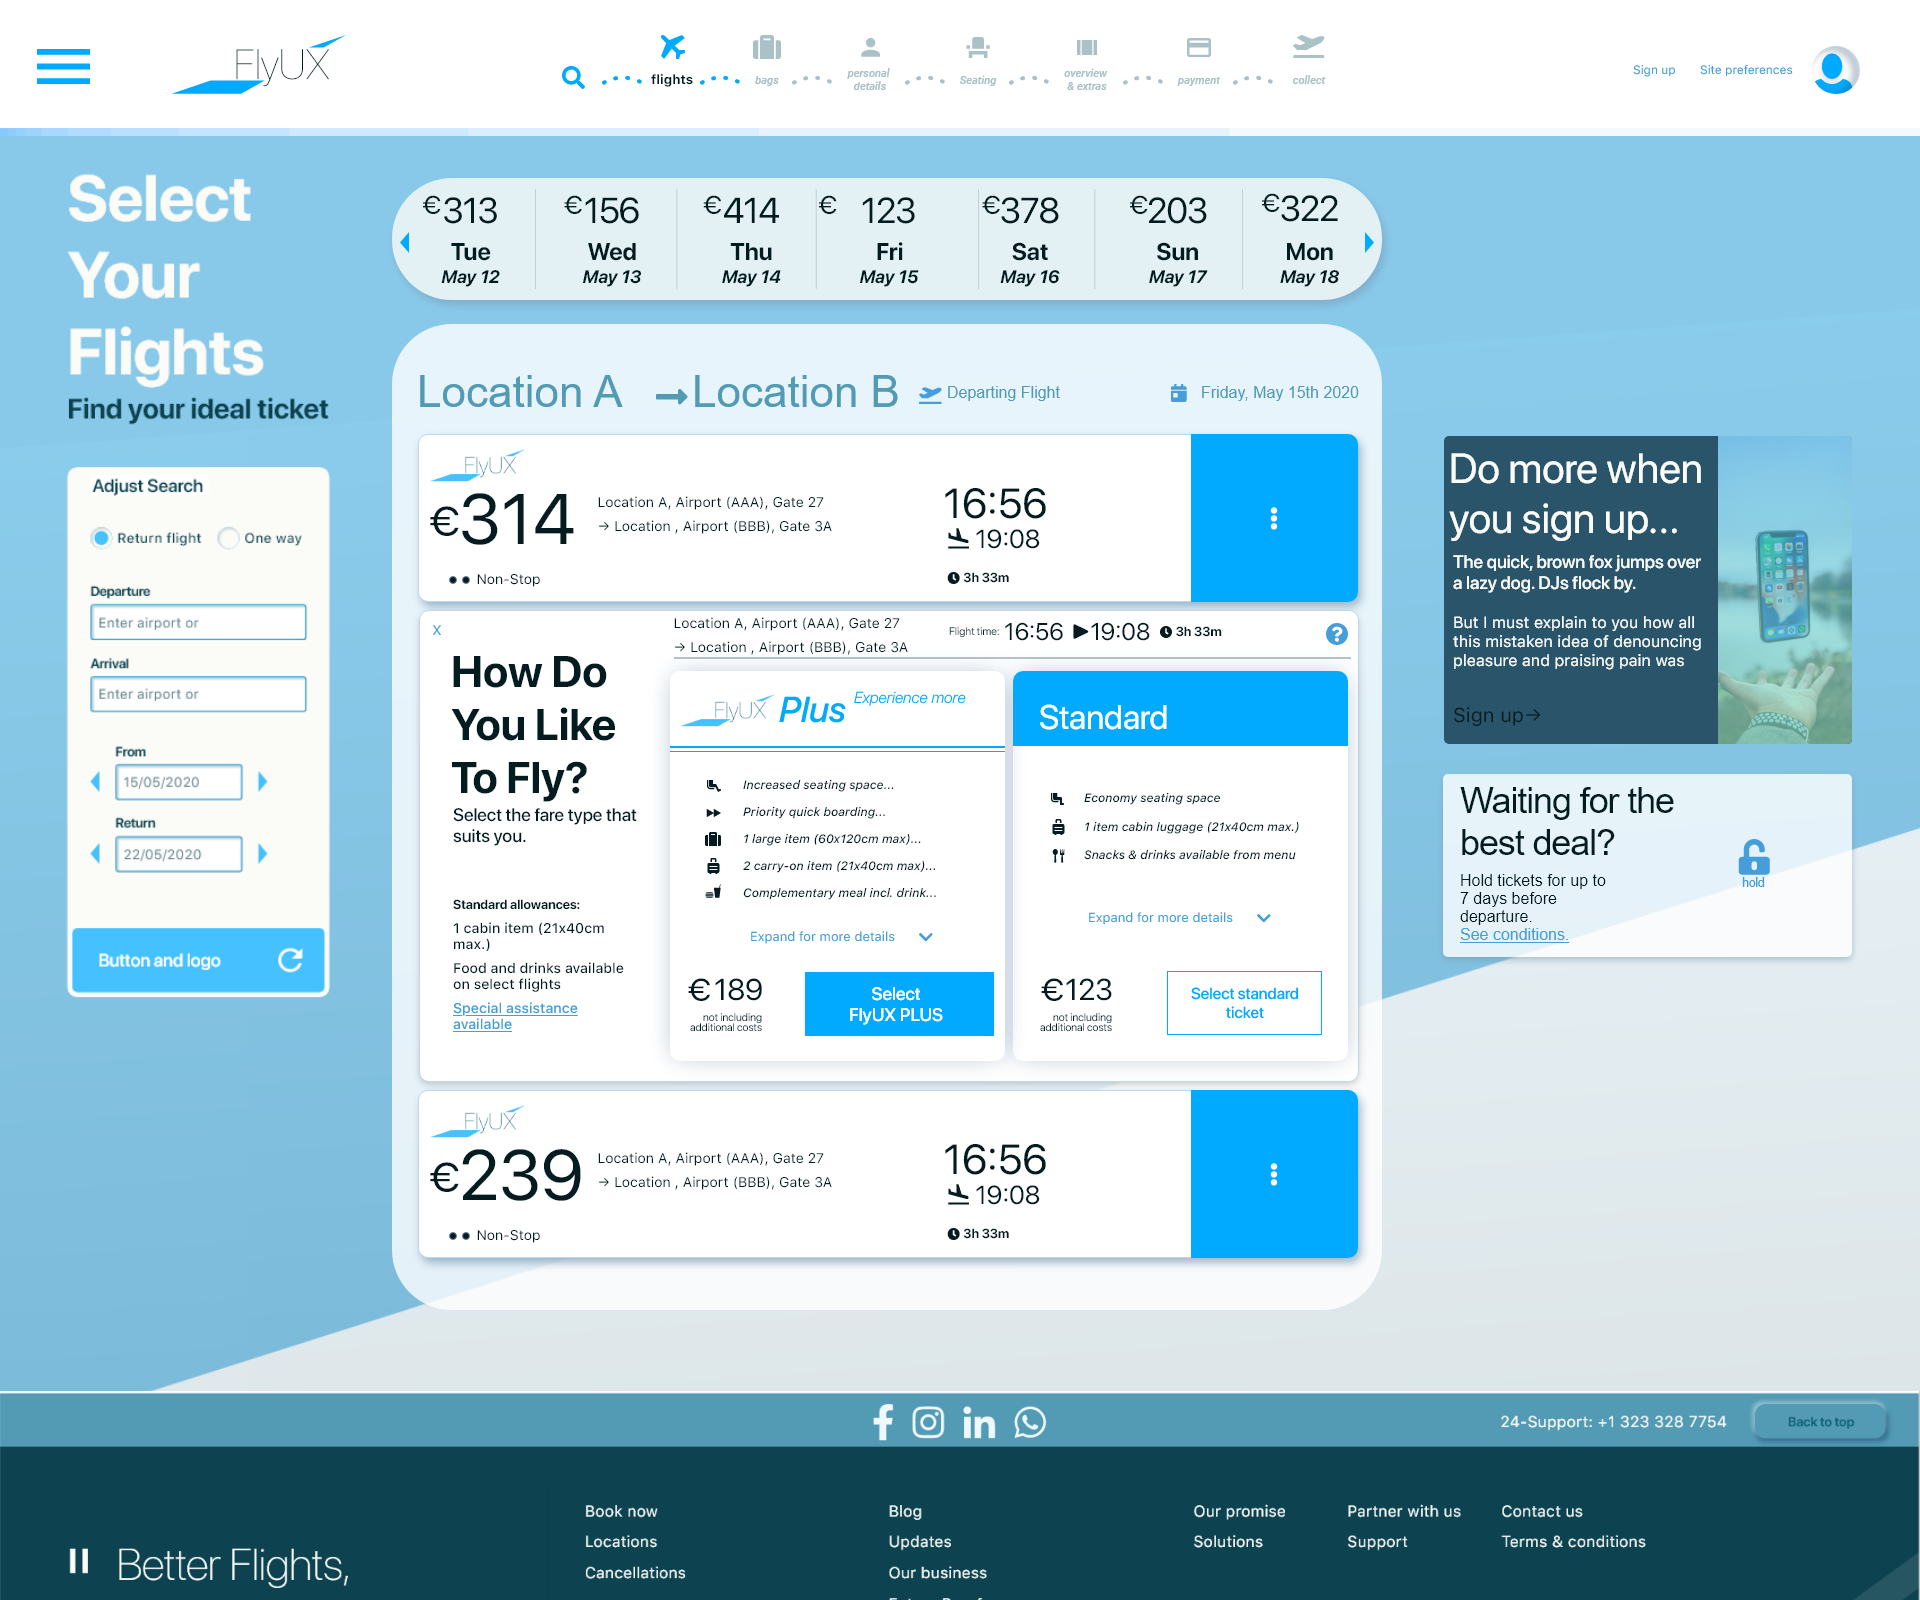 FlyUX
flights
bags
personal
details
Seating
overview
& extras
payment
collect
Sign up
Site preferences
Select
Your
Flights
Find your ideal ticket
€313
Tue
May 12
€156
Wed
May 13
€414
Thu
May 14
€ 123
Fri
May 15
€378
Sat
May 16
€203
Sun
May 17
€322
Mon
May 18
Adjust Search
Return flight
One way
Departure
Enter airport or
Arrival
Enter airport or
From
15/05/2020
Return
22/05/2020
Button and logo
Location A → Location B
Departing Flight
Friday, May 15th 2020
FlyUX
€314
Location A, Airport (AAA), Gate 27
→ Location , Airport (BBB), Gate 3A
16:56
19:08
Non-Stop
3h 33m
X
Location A, Airport (AAA), Gate 27
→ Location , Airport (BBB), Gate 3A
Flight time: 16:56 ▶ 19:08 3h 33m
?
How Do
You Like
To Fly?
Select the fare type that
suits you.
Standard allowances:
1 cabin item (21x40cm
max.)
Food and drinks available
on select flights
Special assistance
available
FlyUX Plus Experience more
Increased seating space...
Priority quick boarding...
1 large item (60x120cm max)...
2 carry-on item (21x40cm max)...
Complementary meal incl. drink...
Expand for more details
€189
not including
additional costs
Select
FlyUX PLUS
Standard
Economy seating space
1 item cabin luggage (21x40cm max.)
Snacks & drinks available from menu
Expand for more details
€123
not including
additional costs
Select standard
ticket
FlyUX
€239
Location A, Airport (AAA), Gate 27
→ Location , Airport (BBB), Gate 3A
16:56
19:08
Non-Stop
3h 33m
Do more when
you sign up...
The quick, brown fox jumps over
a lazy dog. DJs flock by.
But I must explain to you how all
this mistaken idea of denouncing
pleasure and praising pain was
Sign up→
Waiting for the
best deal?
Hold tickets for up to
7 days before
departure.
See conditions.
hold
24-Support: +1 323 328 7754
Back to top
Better Flights,
Book now
Locations
Cancellations
Blog
Updates
Our business
Our promise
Solutions
Partner with us
Support
Contact us
Terms & conditions